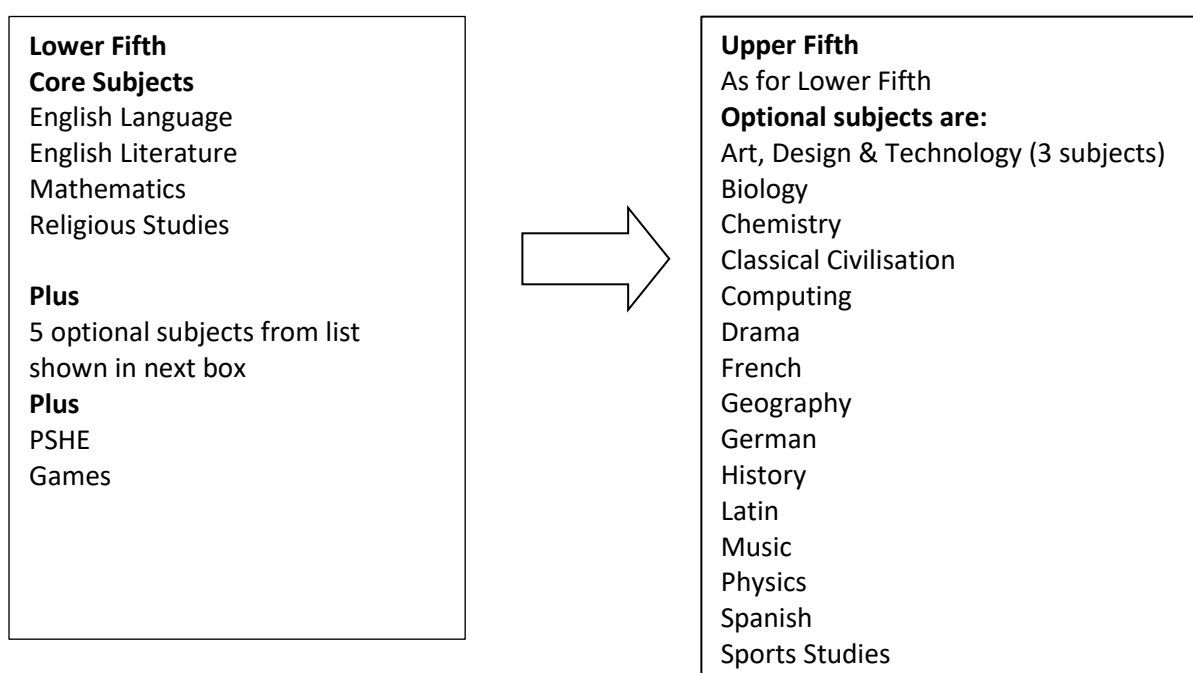 Lower Fifth
Core Subjects
English Language
English Literature
Mathematics
Religious Studies
Plus
5 optional subjects from list
shown in next box
Plus
PSHE
Games
Upper Fifth
As for Lower Fifth
Optional subjects are:
Art, Design & Technology (3 subjects)
Biology
Chemistry
Classical Civilisation
Computing
Drama
French
Geography
German
History
Latin
Music
Physics
Spanish
Sports Studies